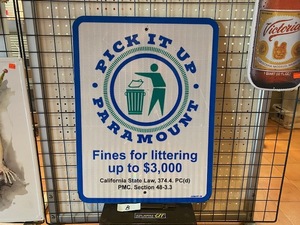 PICK IT UP
PARAMOUNT
Fines for littering
up to $3,000
California State Law, 374.4, PC(d)
PMC, Section 48-3.3
Victoria